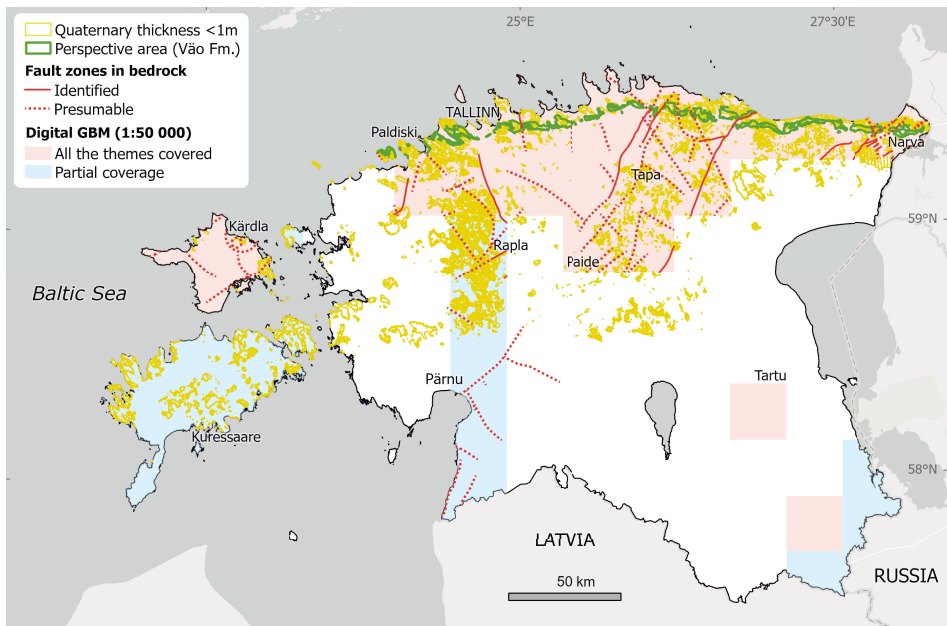 25°E
27°30'E
Quaternary thickness <1m
Perspective area (Väo Fm.)
Fault zones in bedrock
Identified
Presumable
Digital GBM (1:50 000)
All the themes covered
Partial coverage
TALLINN
Paldiski
Narva
Tapa
59°N
Kärdla
Rapla
Paide
Baltic Sea
Pärnu
Tartu
Kuressaare
58°N
LATVIA
RUSSIA
50 km